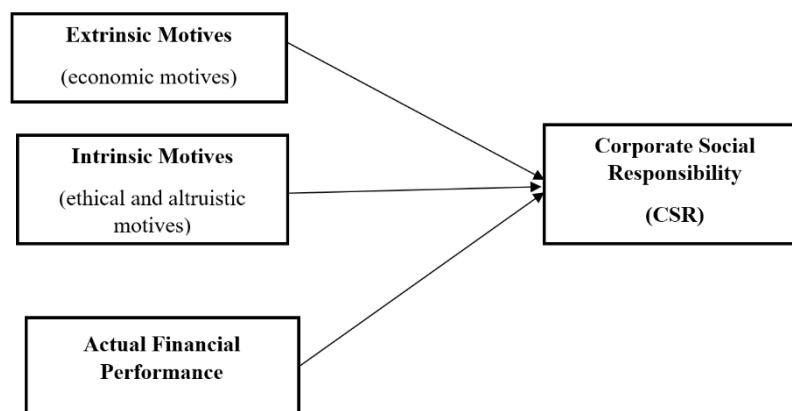 Extrinsic Motives
(economic motives)
Intrinsic Motives
(ethical and altruistic
motives)
Actual Financial
Performance
Corporate Social
Responsibility
(CSR)